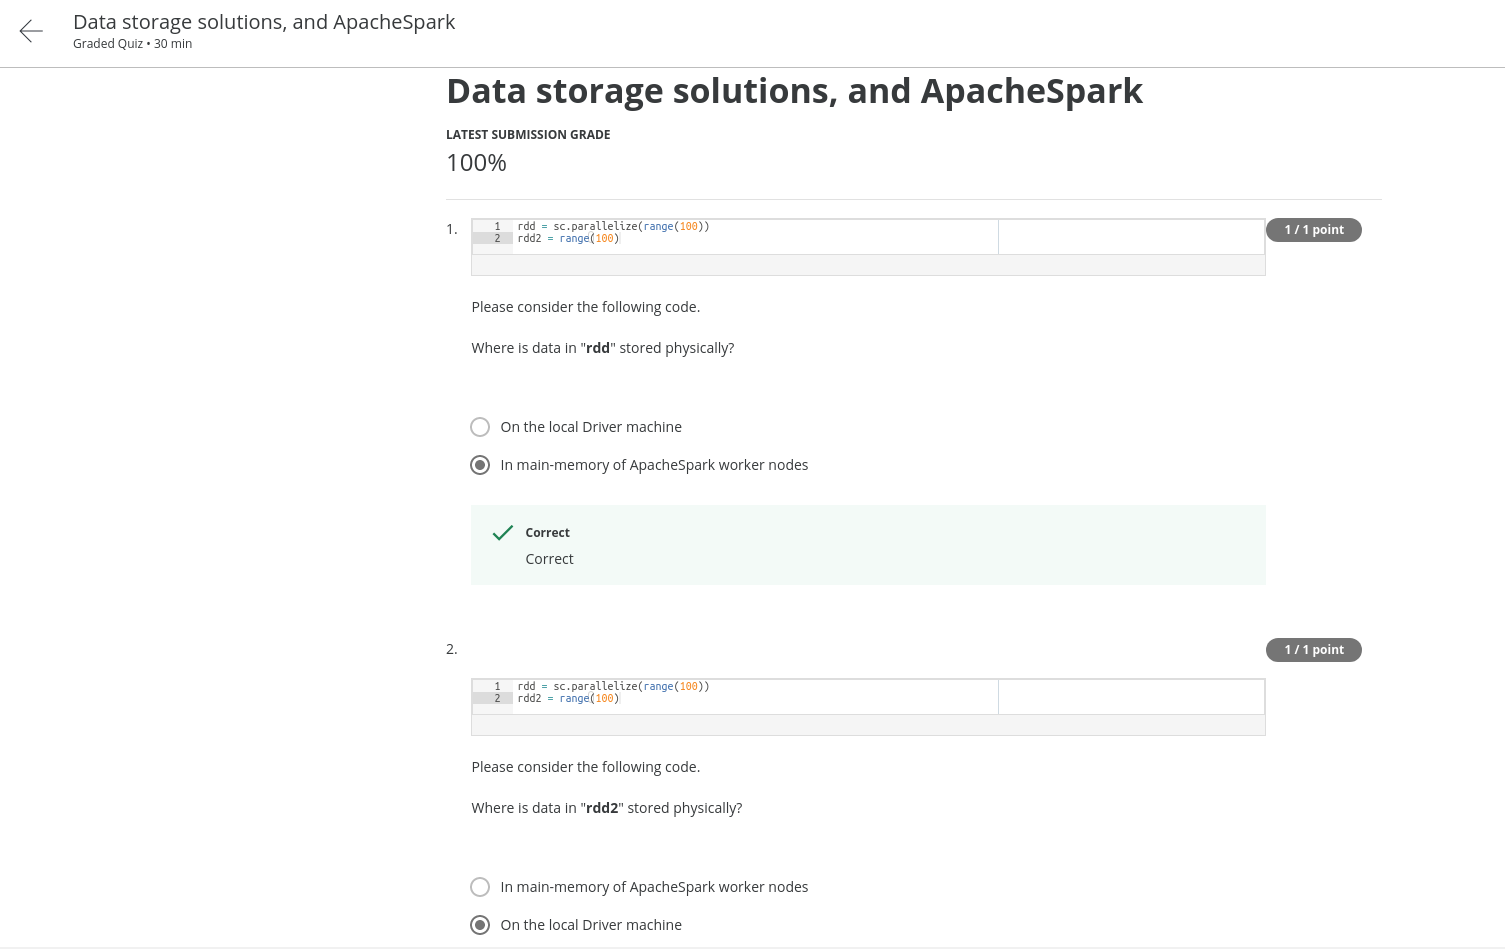 Data storage solutions, and ApacheSpark
Graded Quiz • 30 min
Data storage solutions, and ApacheSpark
LATEST SUBMISSION GRADE
100%
1.
1 rdd = sc.parallelize(range(100))
2 rdd2 = range(100)
1 / 1 point
Please consider the following code.
Where is data in "rdd" stored physically?
On the local Driver machine
In main-memory of ApacheSpark worker nodes
Correct
Correct
2.
1 / 1 point
1 rdd = sc.parallelize(range(100))
2 rdd2 = range(100)
Please consider the following code.
Where is data in "rdd2" stored physically?
In main-memory of ApacheSpark worker nodes
On the local Driver machine